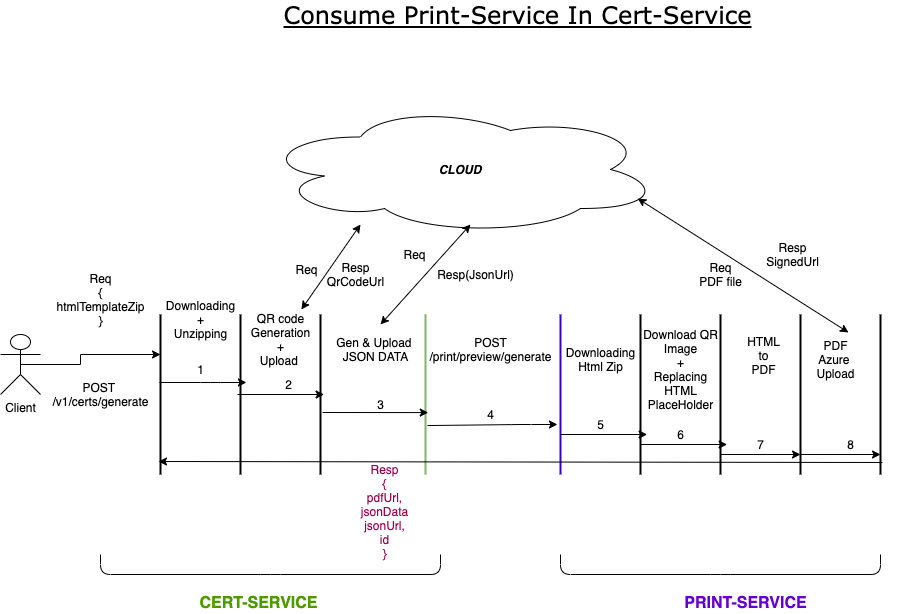 Consume Print-Service In Cert-Service
CLOUD
Req
{
htmlTemplateZip
}
Client
POST
/v1/certs/generate
Downloading
+
Unzipping
1
QR code
Generation
+
Upload
2
Req
Resp
QrCodeUrl
Gen & Upload
JSON DATA
3
Req
Resp(JsonUrl)
POST
/print/preview/generate
4
Downloading
Html Zip
5
Download QR
Image
+
Replacing
HTML
PlaceHolder
6
HTML
to
PDF
7
PDF
Azure
Upload
8
Req
PDF file
Resp
SignedUrl
Resp
{
pdfUrl,
jsonData
jsonUrl,
id
}
CERT-SERVICE
PRINT-SERVICE